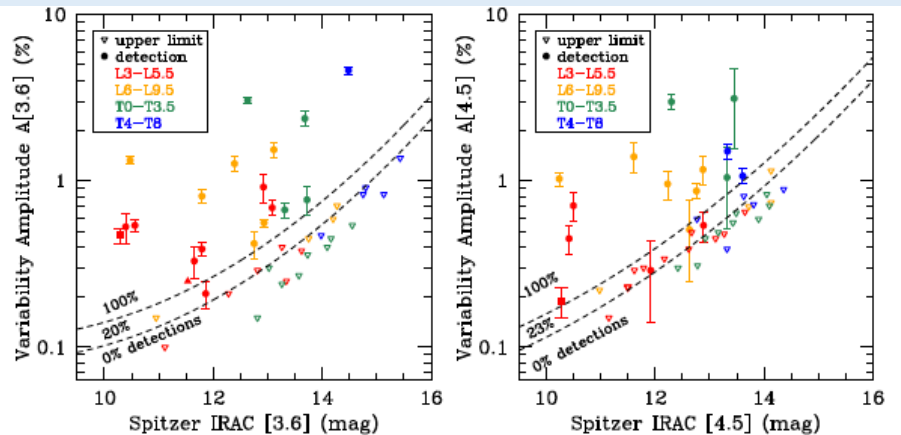 ▽ upper limit
● detection
L3-L5.5
L6-L9.5
T0-T3.5
T4-T8
100%
20%
0% detections
10
1
0.1
10 12 14 16
Variability Amplitude A[3.6] (%)
Spitzer IRAC [3.6] (mag)
▽ upper limit
● detection
L3-L5.5
L6-L9.5
T0-T3.5
T4-T8
100%
23%
0% detections
10
1
0.1
10 11 12 13 14 15 16
Variability Amplitude A[4.5] (%)
Spitzer IRAC [4.5] (mag)